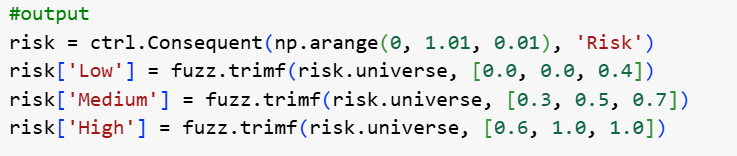 #output
risk = ctrl.Consequent(np.arange(0, 1.01, 0.01), 'Risk')
risk['Low'] = fuzz.trimf(risk.universe, [0.0, 0.0, 0.4])
risk['Medium'] = fuzz.trimf(risk.universe, [0.3, 0.5, 0.7])
risk['High'] = fuzz.trimf(risk.universe, [0.6, 1.0, 1.0])